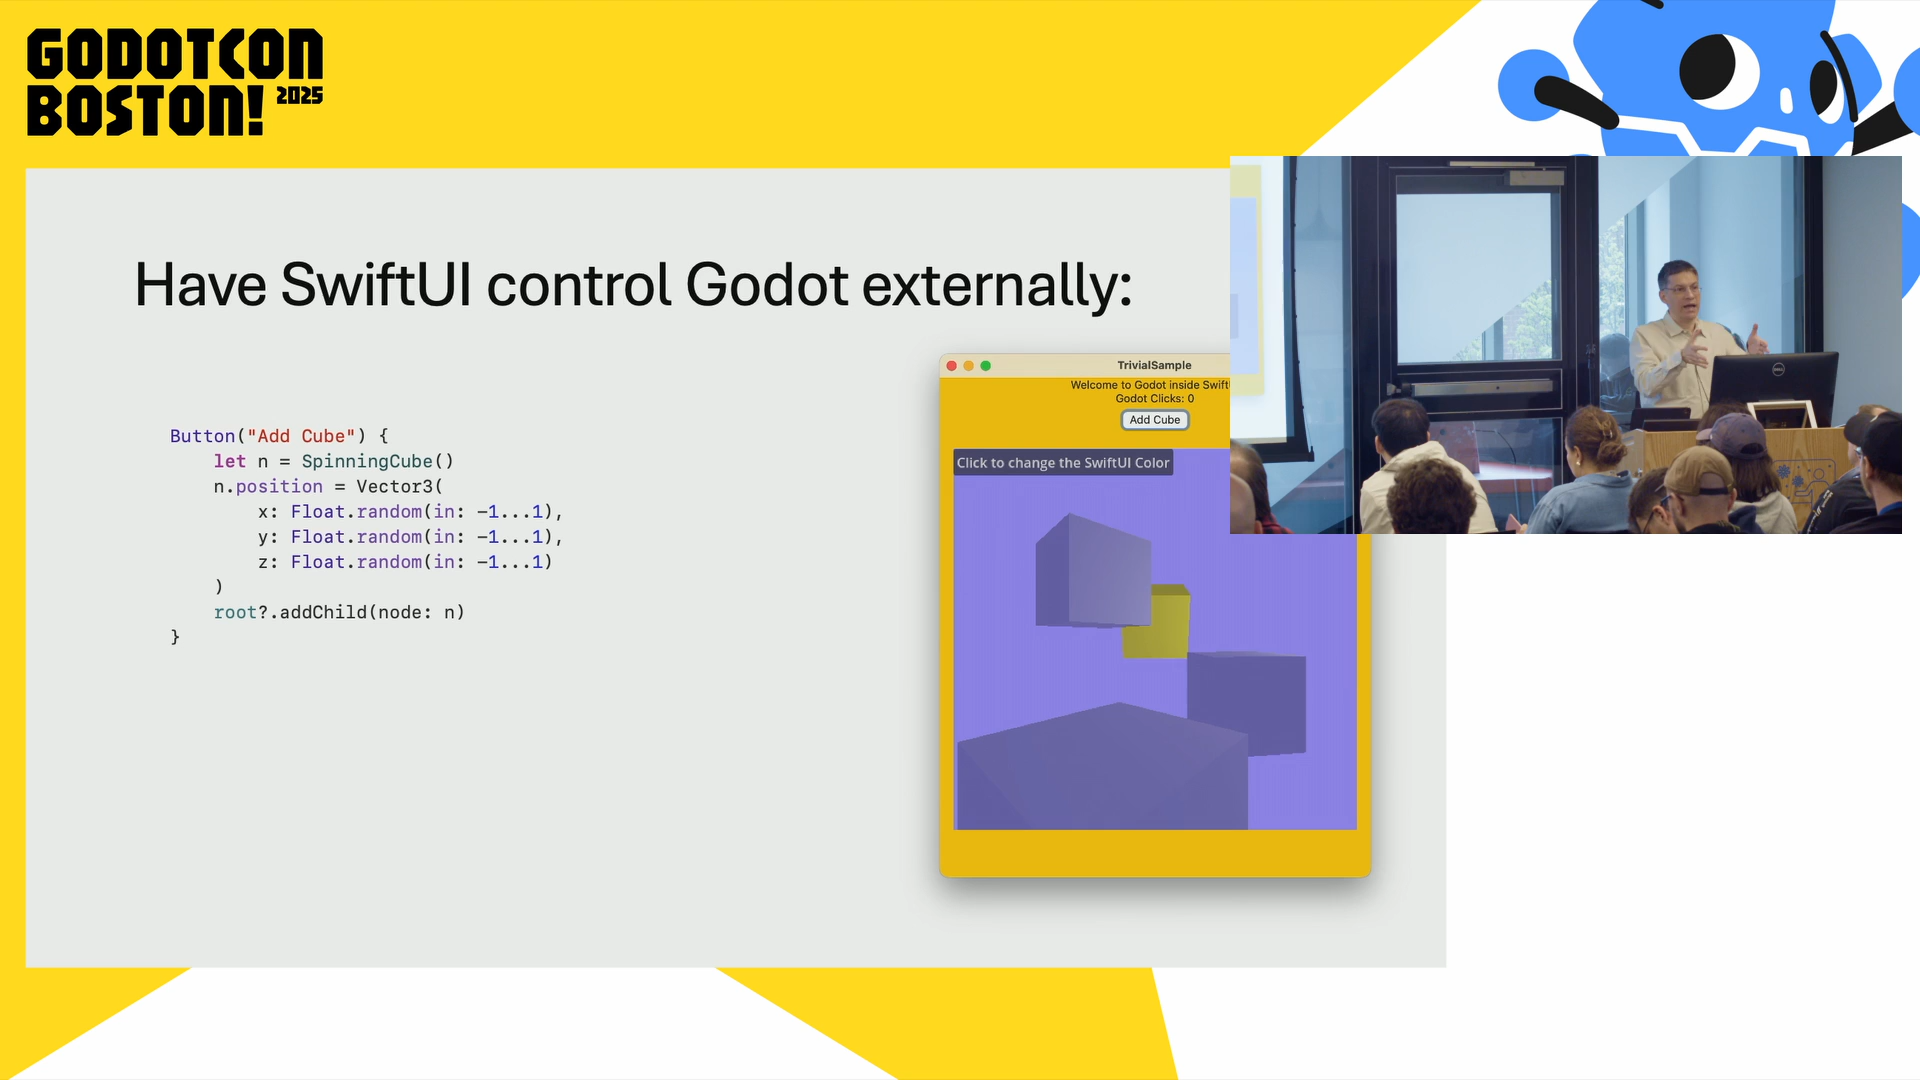 GODOTCON
BOSTON! 2025
Have SwiftUI control Godot externally:
Button("Add Cube") {
let n = SpinningCube()
n.position = Vector3(
x: Float.random(in: -1...1),
y: Float.random(in: -1...1),
z: Float.random(in: -1...1)
)
root?.addChild(node: n)
}
TrivialSample
Welcome to Godot inside Swift
Godot Clicks: 0
Add Cube
Click to change the SwiftUI Color
DELL